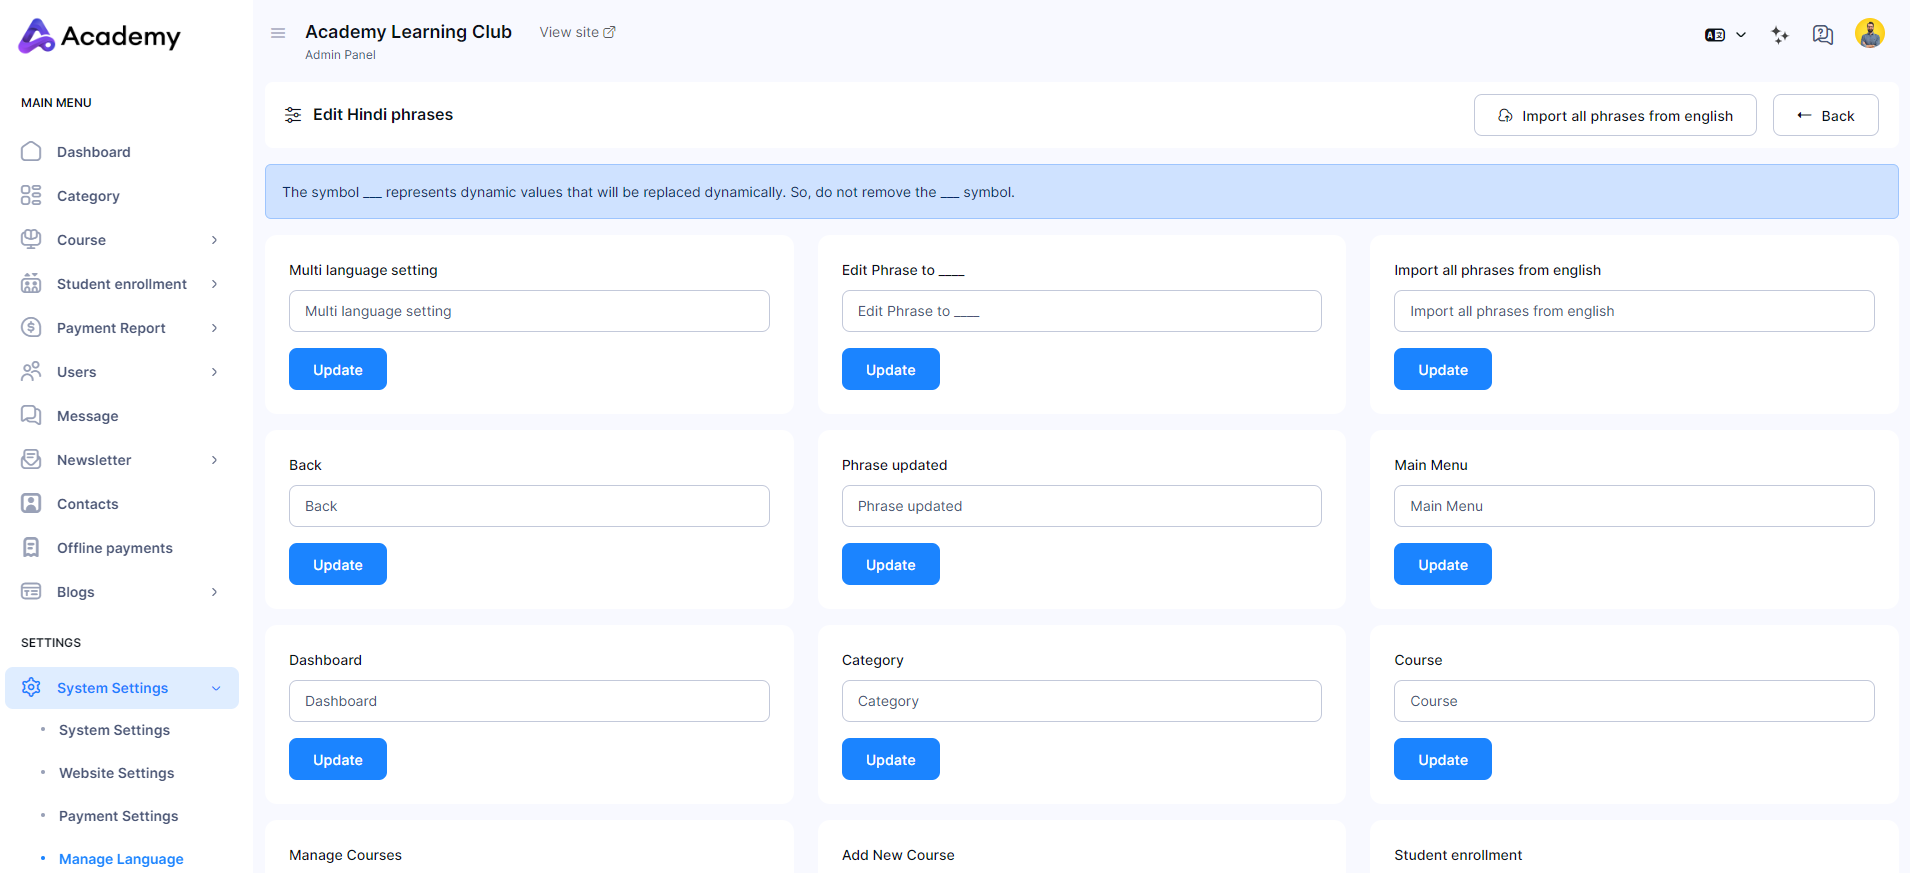 Academy
Academy Learning Club
View site
Admin Panel
MAIN MENU
Dashboard
Category
Course
Student enrollment
Payment Report
Users
Message
Newsletter
Contacts
Offline payments
Blogs
SETTINGS
System Settings
System Settings
Website Settings
Payment Settings
Manage Language
Edit Hindi phrases
Import all phrases from english
Back
The symbol ___ represents dynamic values that will be replaced dynamically. So, do not remove the ___ symbol.
Multi language setting
Multi language setting
Update
Edit Phrase to ____
Edit Phrase to ____
Update
Import all phrases from english
Import all phrases from english
Update
Back
Back
Update
Phrase updated
Phrase updated
Update
Main Menu
Main Menu
Update
Dashboard
Dashboard
Update
Category
Category
Update
Course
Course
Update
Manage Courses
Add New Course
Student enrollment